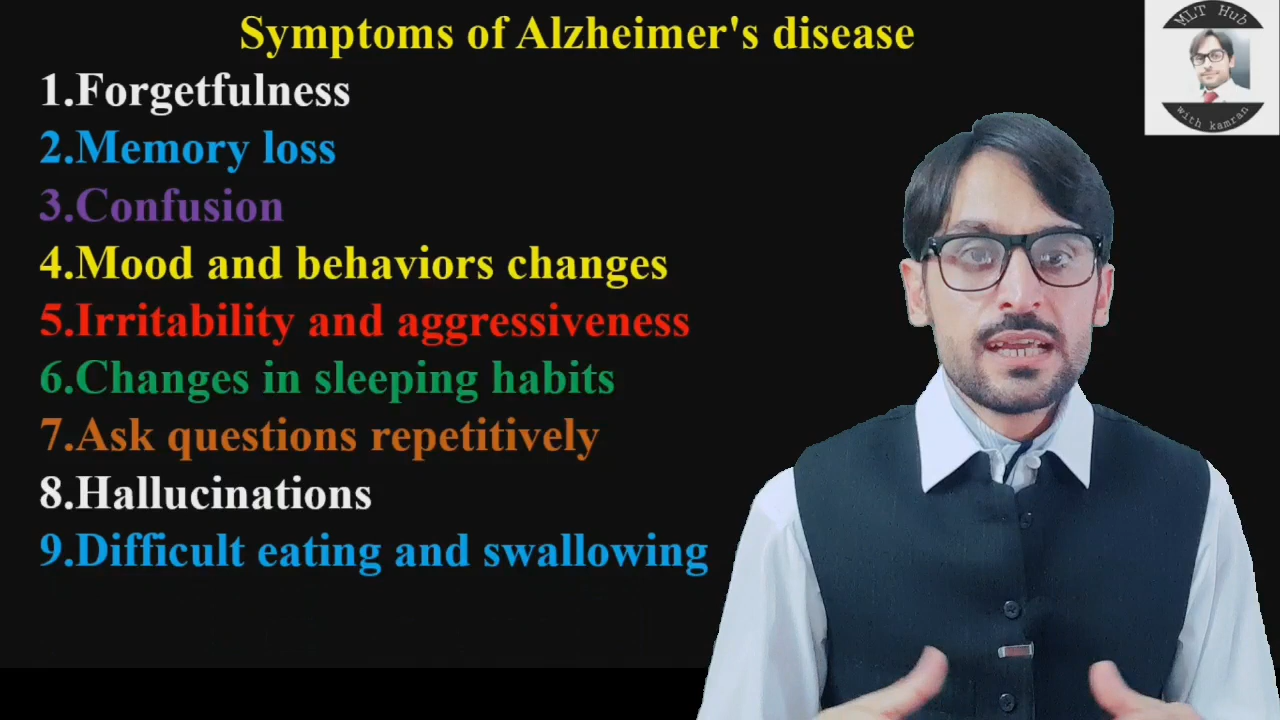 Symptoms of Alzheimer's disease
1.Forgetfulness
2.Memory loss
3.Confusion
4.Mood and behaviors changes
5.Irritability and aggressiveness
6.Changes in sleeping habits
7.Ask questions repetitively
8.Hallucinations
9.Difficult eating and swallowing
MLT Hub
with kamran